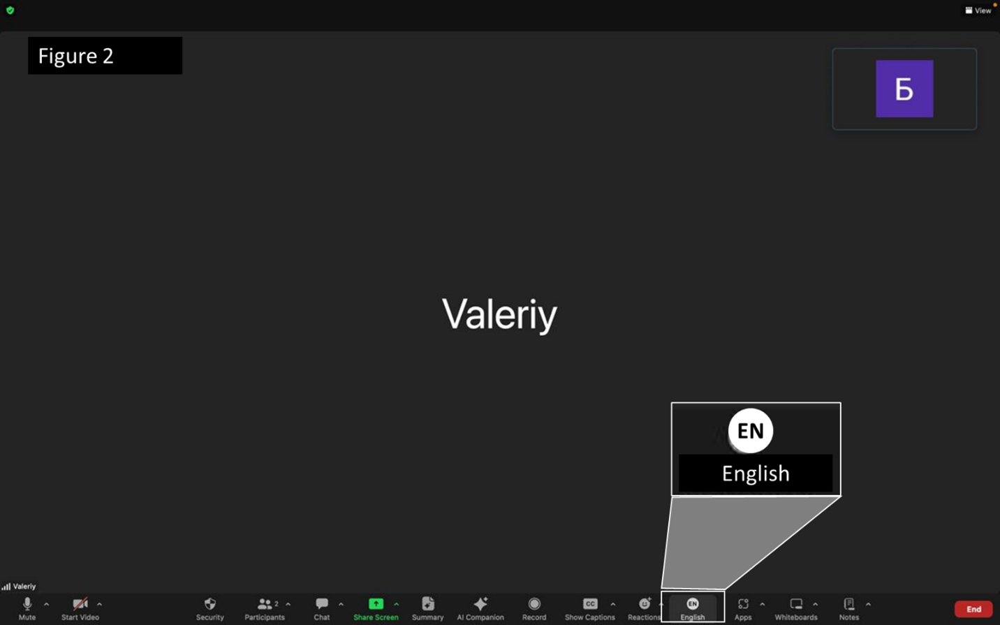 View
Figure 2
Б
Valeriy
EN
English
Valeriy
Mute
Start Video
Security
2
Participants
Chat
Share Screen
Summary
AI Companion
Record
CC
Show Captions
Reactions
EN
English
Apps
Whiteboards
Notes
End